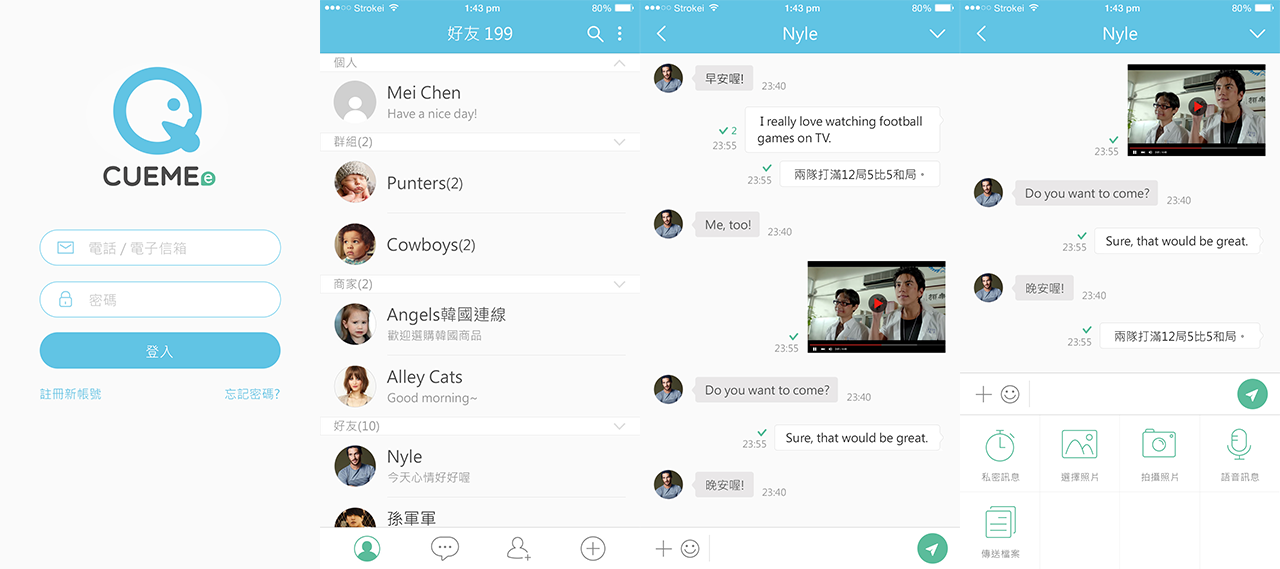 CUEMEe
電話 / 電子信箱
密碼
登入
註冊新帳號
忘記密碼?
Strokei
1:43 pm
80%
好友 199
個人
Mei Chen
Have a nice day!
群組(2)
Punters(2)
Cowboys(2)
商家(2)
Angels韓國連線
歡迎選購韓國商品
Alley Cats
Good morning~
好友(10)
Nyle
今天心情好好喔
孫軍軍
Strokei
1:43 pm
80%
Nyle
早安喔!
23:40
I really love watching football
games on TV.
2
23:55
兩隊打滿12局5比5和局。
23:55
Me, too!
23:40
23:55
Do you want to come?
23:40
Sure, that would be great.
23:55
晚安喔!
23:40
Strokei
1:43 pm
80%
Nyle
23:55
Do you want to come?
23:40
Sure, that would be great.
23:55
晚安喔!
23:40
兩隊打滿12局5比5和局。
23:55
私密訊息
選擇照片
拍攝照片
語音訊息
傳送檔案